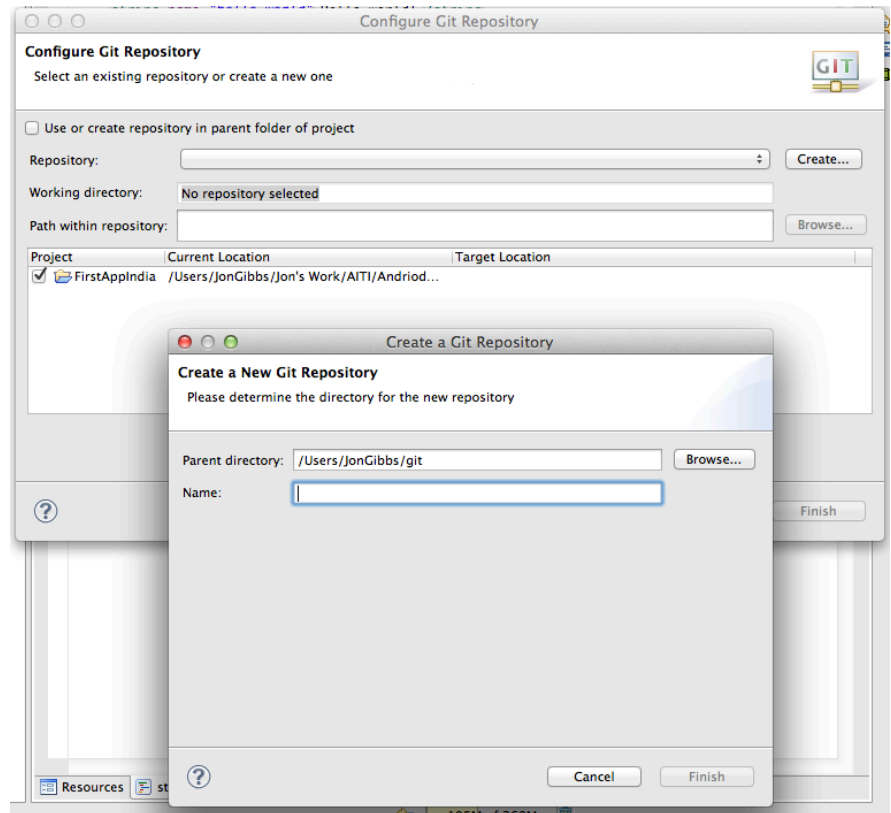 Configure Git Repository
Configure Git Repository
Select an existing repository or create a new one
GIT
Use or create repository in parent folder of project
Repository: Create...
Working directory: No repository selected
Path within repository: Browse...
Project Current Location Target Location
FirstAppIndia /Users/JonGibbs/Jon's Work/AITI/Andriod...
Create a Git Repository
Create a New Git Repository
Please determine the directory for the new repository
Parent directory: /Users/JonGibbs/git Browse...
Name:
Finish
Cancel Finish
Resources st